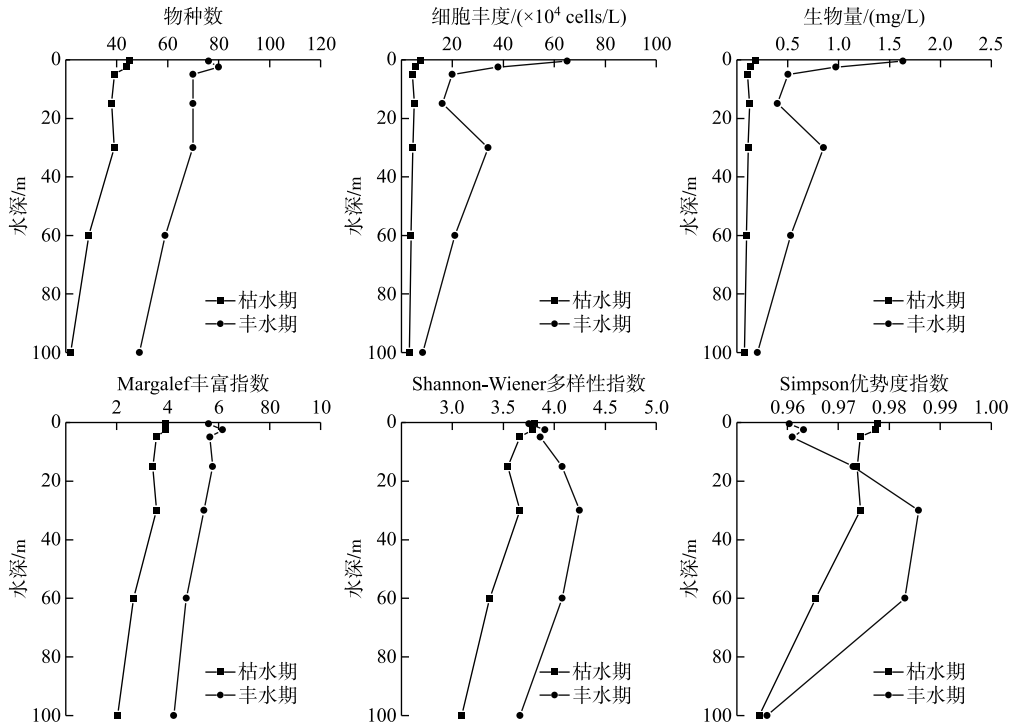 物种数
20 40 60 80 100 120
0
20
40
60
80
100
水深/m
枯水期
丰水期
细胞丰度/(×10⁴ cells/L)
0 20 40 60 80 100
0
20
40
60
80
100
水深/m
枯水期
丰水期
生物量/(mg/L)
0.5 1.0 1.5 2.0 2.5
0
20
40
60
80
100
水深/m
枯水期
丰水期
Margalef丰富指数
2 4 6 8 10
0
20
40
60
80
100
水深/m
枯水期
丰水期
Shannon-Wiener多样性指数
3.0 3.5 4.0 4.5 5.0
0
20
40
60
80
100
水深/m
枯水期
丰水期
Simpson优势度指数
0.96 0.97 0.98 0.99 1.00
0
20
40
60
80
100
水深/m
枯水期
丰水期